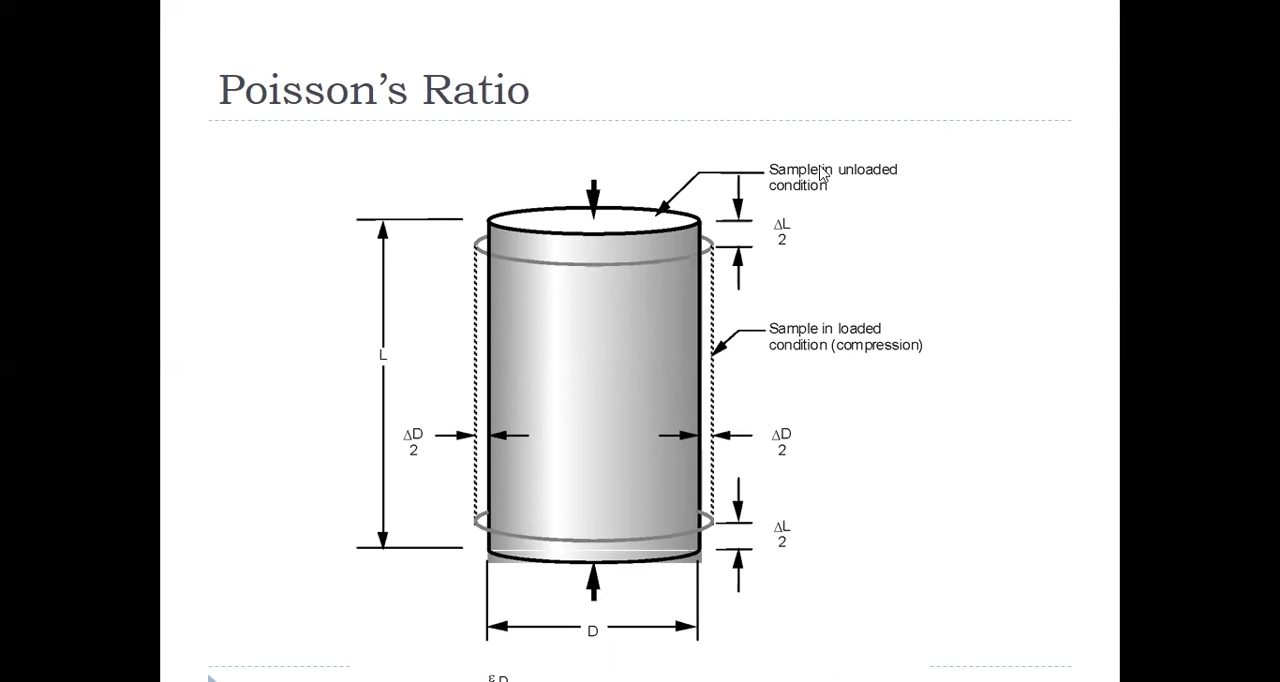 Poisson's Ratio
Sample in unloaded
condition
ΔL
2
Sample in loaded
condition (compression)
L
ΔD
2
ΔD
2
ΔL
2
D
εD